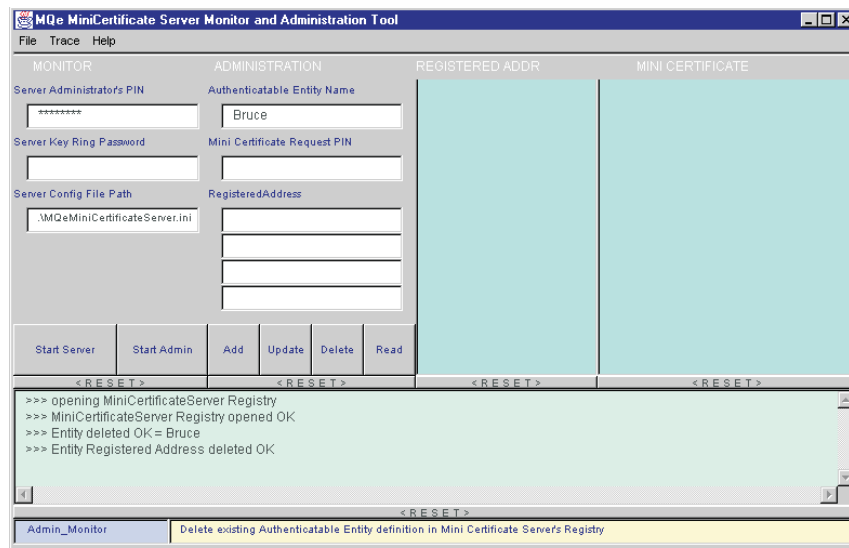 MQe MiniCertificate Server Monitor and Administration Tool
File Trace Help
MONITOR ADMINISTRATION REGISTERED ADDR MINI CERTIFICATE
Server Administrator's PIN Authenticatable Entity Name
******** Bruce
Server Key Ring Password Mini Certificate Request PIN
Server Config File Path RegisteredAddress
.\MQeMiniCertificateServer.ini
Start Server Start Admin Add Update Delete Read
<RESET> <RESET> <RESET> <RESET>
>>> opening MiniCertificateServer Registry
>>> MiniCertificateServer Registry opened OK
>>> Entity deleted OK = Bruce
>>> Entity Registered Address deleted OK
<RESET>
Admin_Monitor Delete existing Authenticatable Entity definition in Mini Certificate Server's Registry